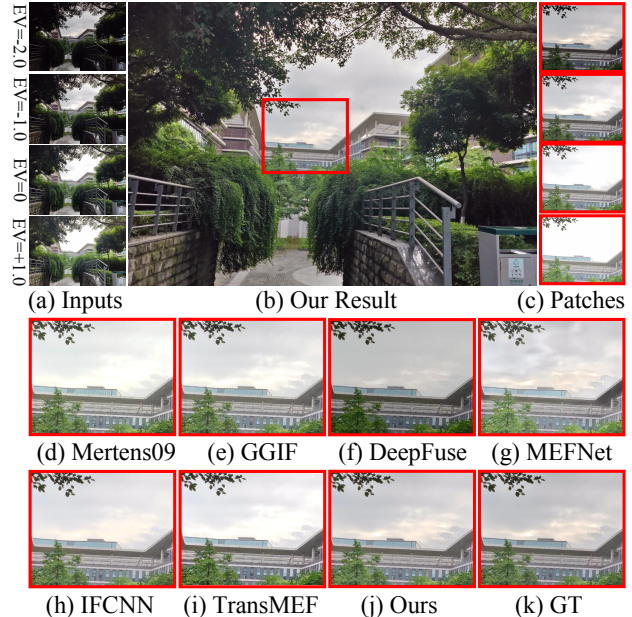 EV=-2.0
EV=-1.0
EV=0
EV=+1.0
(a) Inputs
(b) Our Result
(c) Patches
(d) Mertens09
(e) GGIF
(f) DeepFuse
(g) MEFNet
(h) IFCNN
(i) TransMEF
(j) Ours
(k) GT